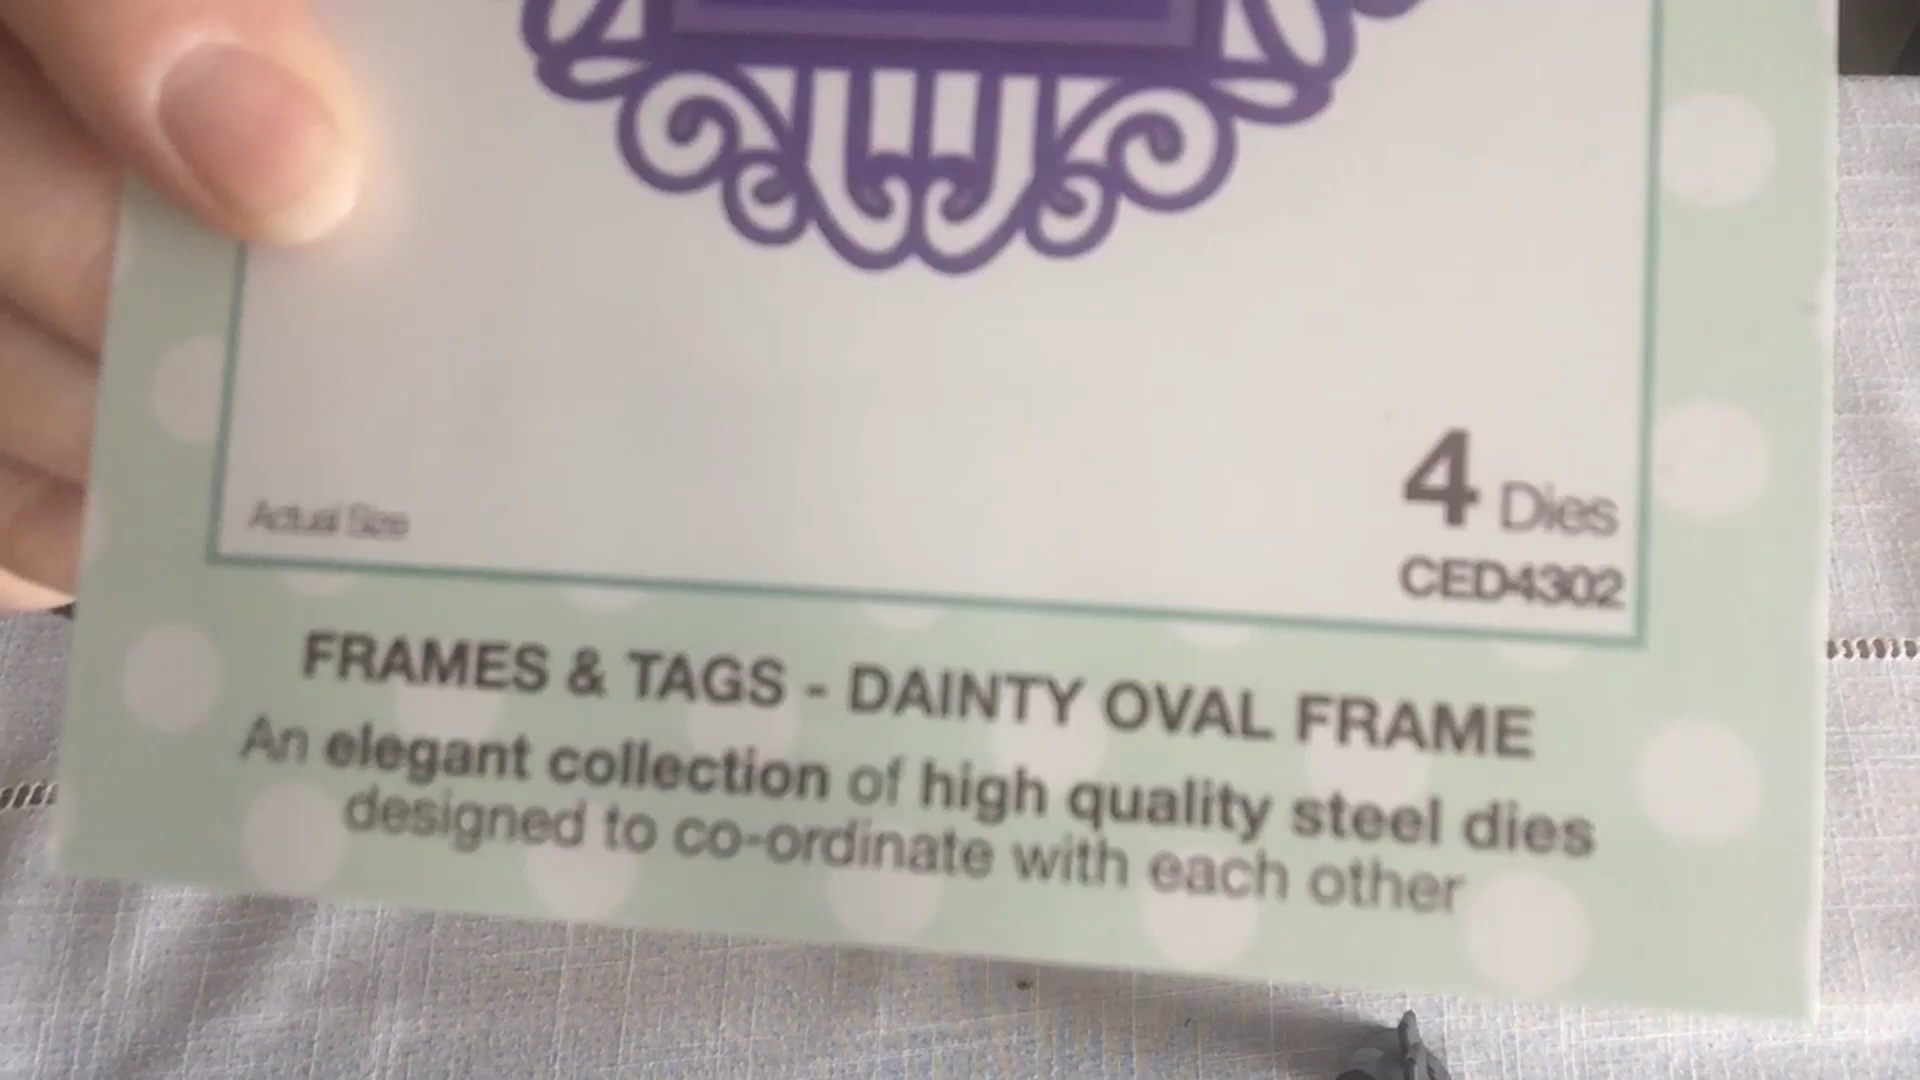 4 Dies
Actual Size
CED4302
FRAMES & TAGS - DAINTY OVAL FRAME
An elegant collection of high quality steel dies
designed to co-ordinate with each other